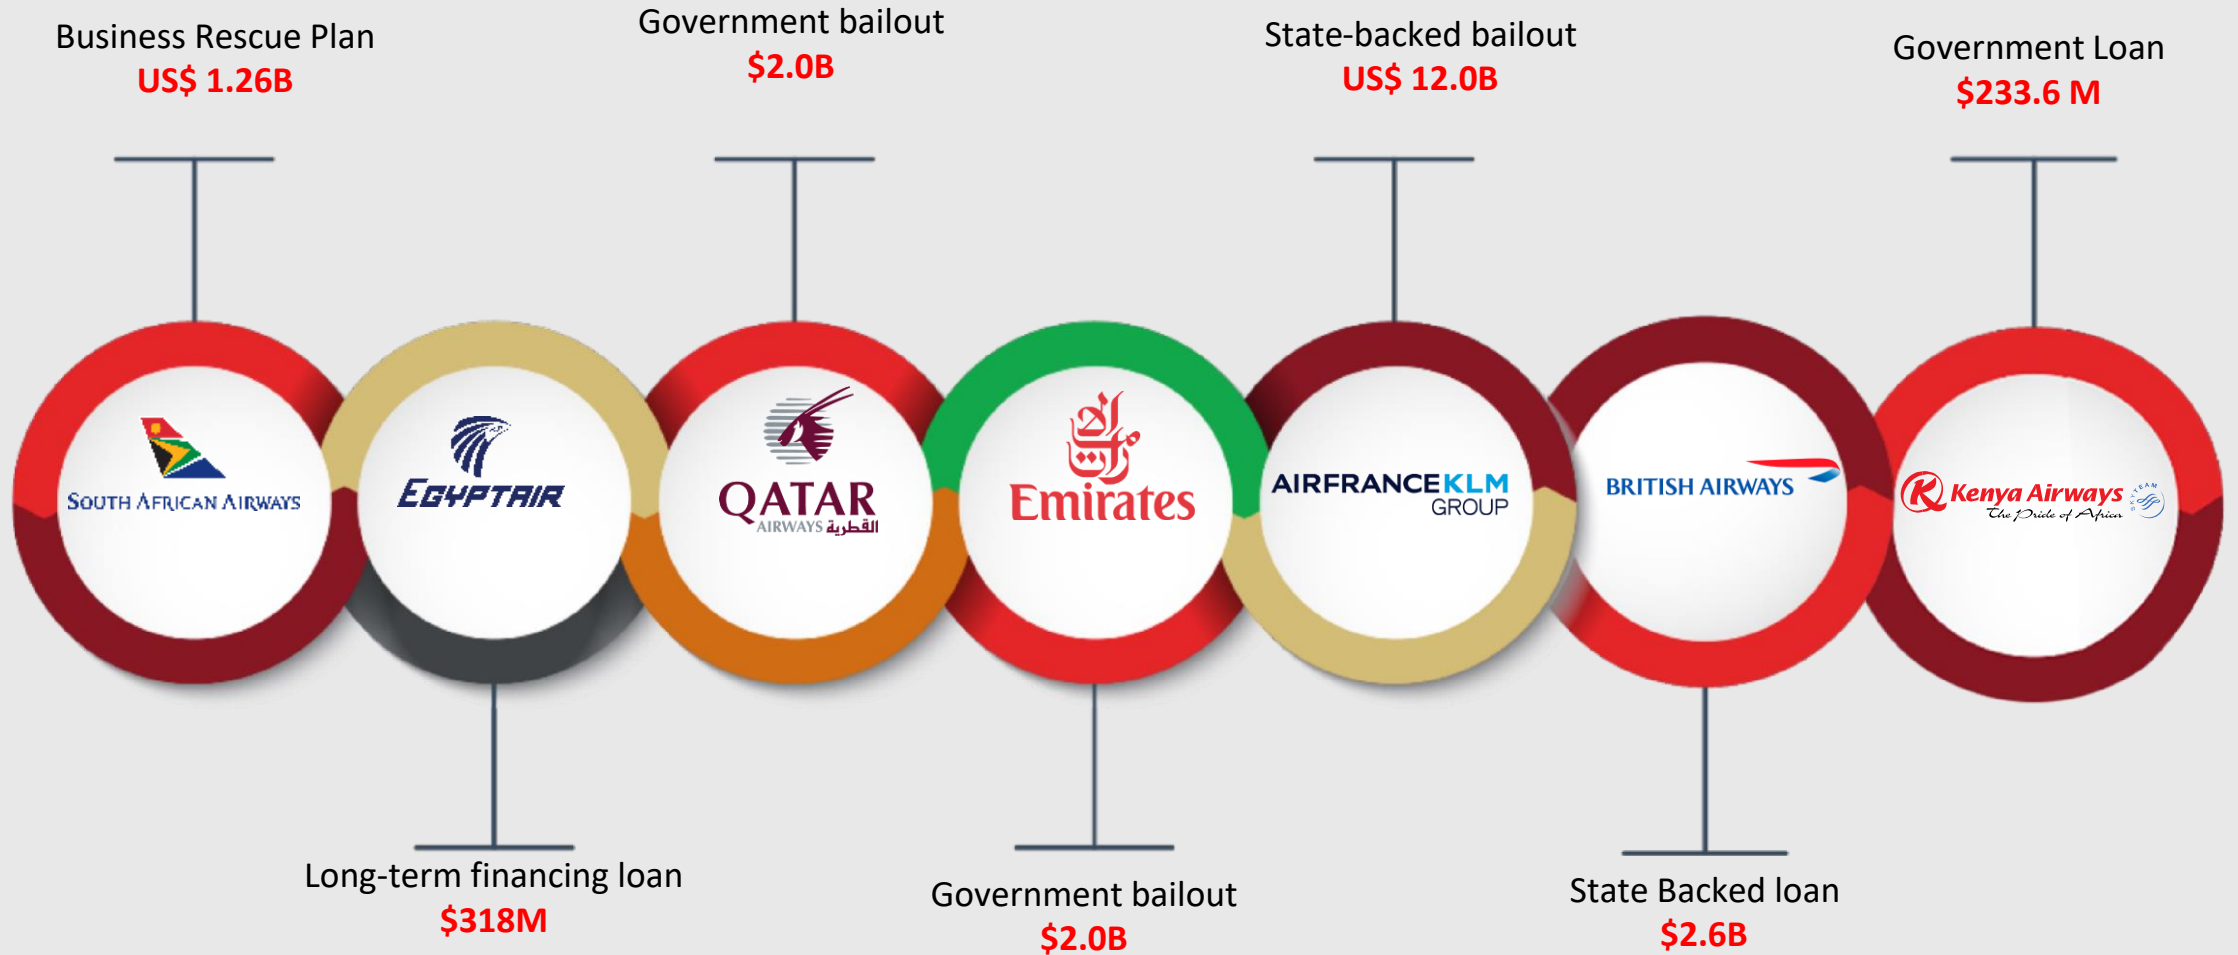 Business Rescue Plan
US$ 1.26B
Government bailout
$2.0B
State-backed bailout
US$ 12.0B
Government Loan
$233.6 M
SOUTH AFRICAN AIRWAYS
EGYPTAIR
QATAR
AIRWAYS القطرية
الإمارات
Emirates
AIRFRANCEKLM
GROUP
BRITISH AIRWAYS
Kenya Airways
The Pride of Africa
SKYTEAM
Long-term financing loan
$318M
Government bailout
$2.0B
State Backed loan
$2.6B